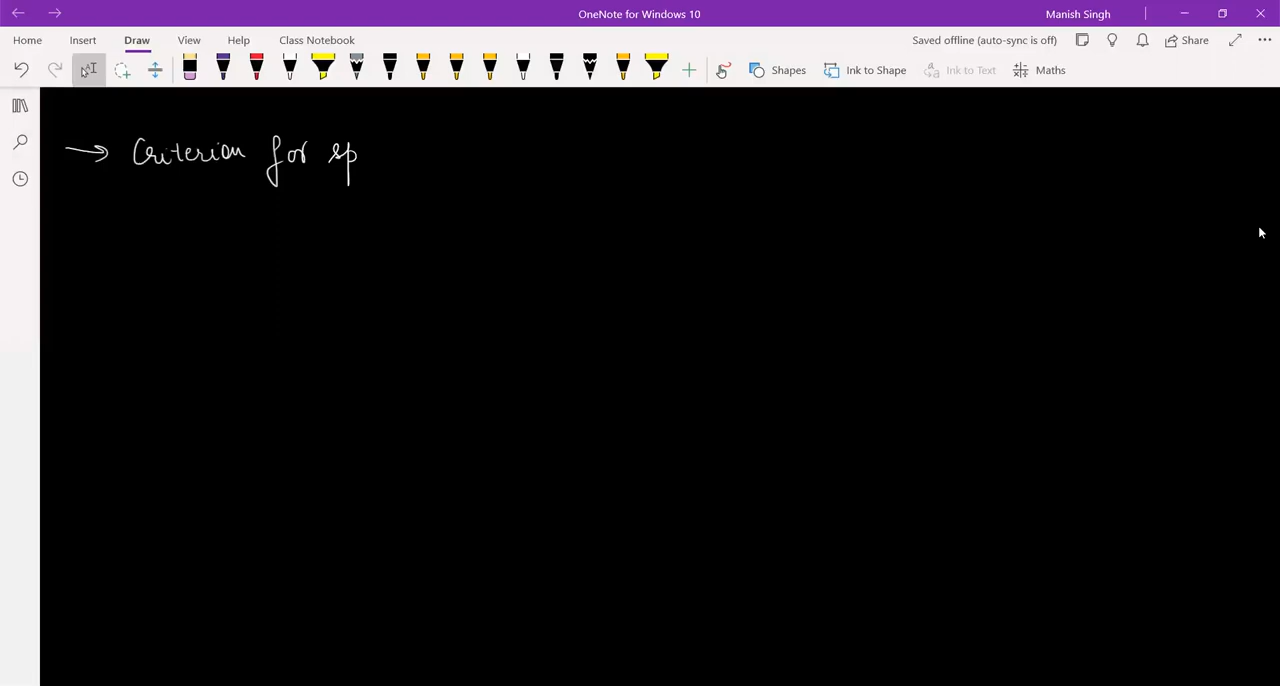 OneNote for Windows 10
Manish Singh
Home Insert Draw View Help Class Notebook
Saved offline (auto-sync is off) Share
Shapes Ink to Shape Ink to Text Maths
→ Criterion for sp